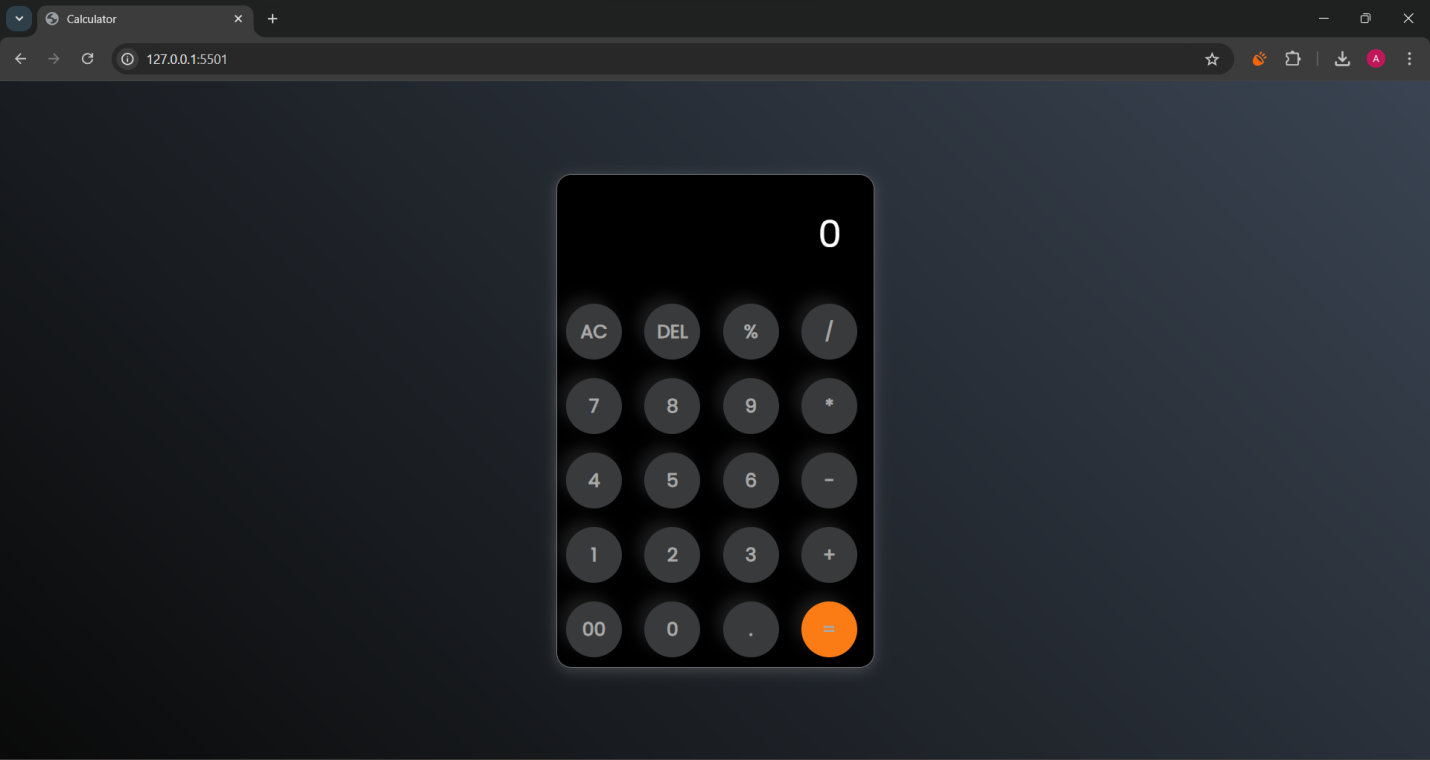 Calculator
127.0.0.1:5501
A
0
AC DEL % /
7 8 9 *
4 5 6 -
1 2 3 +
00 0 . =